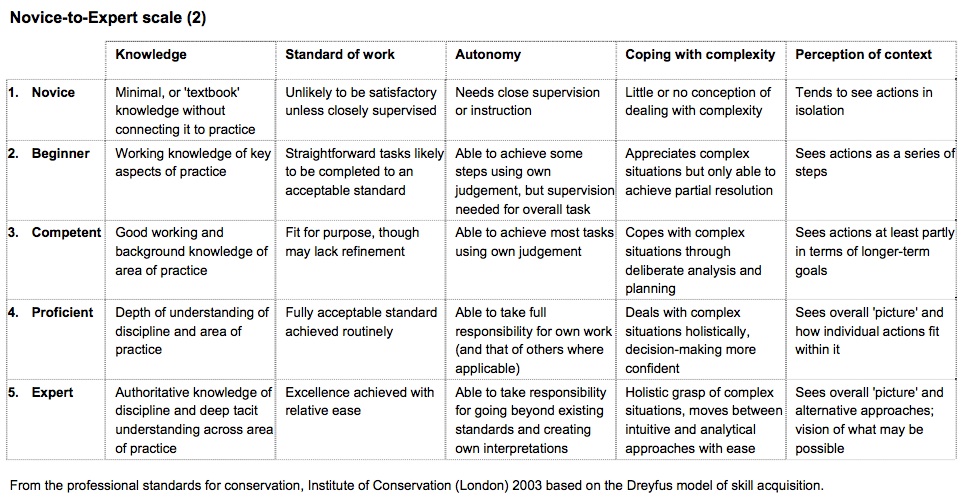 Novice-to-Expert scale (2)
Knowledge Standard of work Autonomy Coping with complexity Perception of context
1. Novice Minimal, or 'textbook' Unlikely to be satisfactory Needs close supervision Little or no conception of Tends to see actions in
knowledge without unless closely supervised or instruction dealing with complexity isolation
connecting it to practice
2. Beginner Working knowledge of key Straightforward tasks likely Able to achieve some Appreciates complex Sees actions as a series of
aspects of practice to be completed to an steps using own situations but only able to steps
acceptable standard judgement, but supervision achieve partial resolution
needed for overall task
3. Competent Good working and Fit for purpose, though Able to achieve most tasks Copes with complex Sees actions at least partly
background knowledge of may lack refinement using own judgement situations through in terms of longer-term
area of practice deliberate analysis and goals
planning
4. Proficient Depth of understanding of Fully acceptable standard Able to take full Deals with complex Sees overall 'picture' and
discipline and area of achieved routinely responsibility for own work situations holistically, how individual actions fit
practice (and that of others where decision-making more within it
applicable) confident
5. Expert Authoritative knowledge of Excellence achieved with Able to take responsibility Holistic grasp of complex Sees overall 'picture' and
discipline and deep tacit relative ease for going beyond existing situations, moves between alternative approaches;
understanding across area standards and creating intuitive and analytical vision of what may be
of practice own interpretations approaches with ease possible
From the professional standards for conservation, Institute of Conservation (London) 2003 based on the Dreyfus model of skill acquisition.